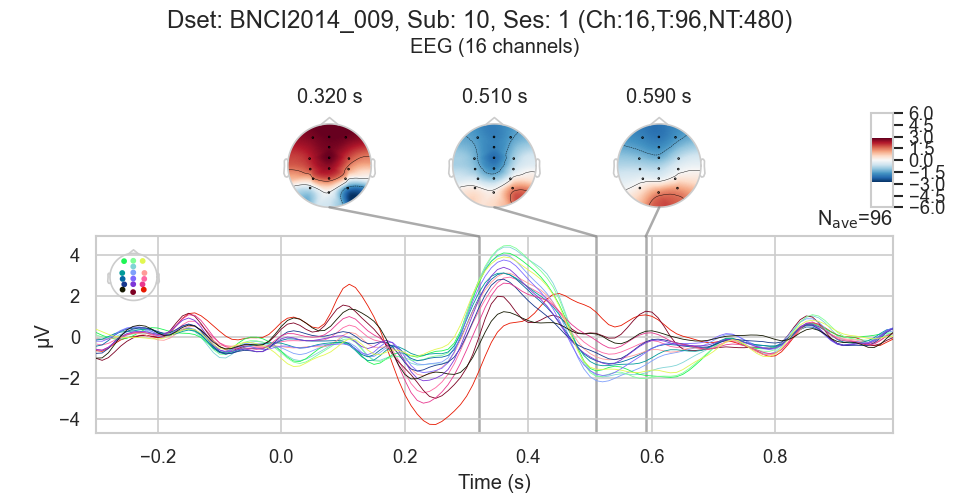 Dset: BNCI2014_009, Sub: 10, Ses: 1 (Ch:16,T:96,NT:480)
EEG (16 channels)
0.320 s
0.510 s
0.590 s
6.0
4.5
3.0
1.5
0.0
−1.5
−3.0
−4.5
−6.0
Nave=96
4
2
0
−2
−4
µV
−0.2
0.0
0.2
0.4
0.6
0.8
Time (s)